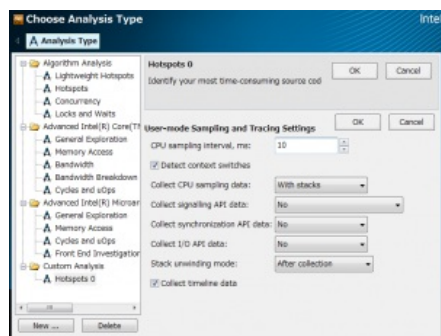 Choose Analysis Type
Intel
Analysis Type
Algorithm Analysis
Lightweight Hotspots
Hotspots
Concurrency
Locks and Waits
Advanced Intel(R) Core(T
General Exploration
Memory Access
Bandwidth
Bandwidth Breakdown
Cycles and uOps
Advanced Intel(R) Microar
General Exploration
Memory Access
Cycles and uOps
Front End Investigation
Custom Analysis
Hotspots 0
New ...
Delete
Hotspots 0
Identify your most time-consuming source cod
OK
Cancel
OK
Cancel
User-mode Sampling and Tracing Settings
CPU sampling interval, ms:
10
Detect context switches
Collect CPU sampling data:
With stacks
Collect signalling API data:
No
Collect synchronization API data:
No
Collect I/O API data:
No
Stack unwinding mode:
After collection
Collect timeline data